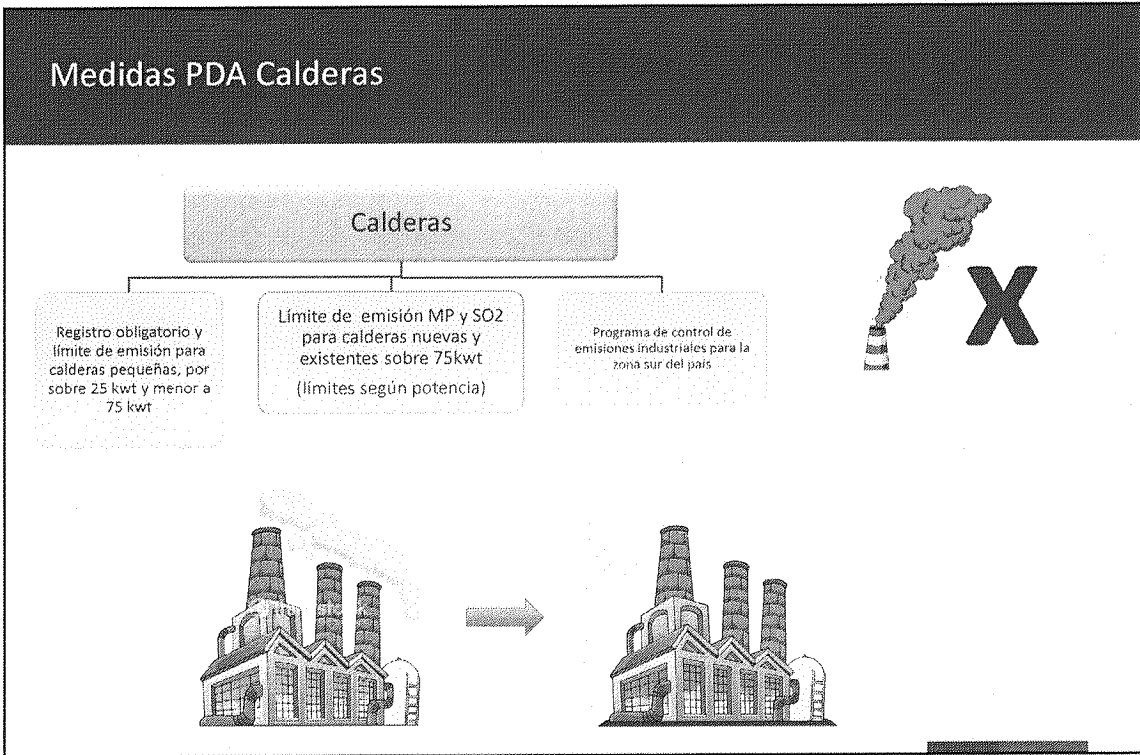 Medidas PDA Calderas
Calderas
Registro obligatorio y
límite de emisión para
calderas pequeñas, por
sobre 25 kwt y menor a
75 kwt
Límite de emisión MP y SO2
para calderas nuevas y
existentes sobre 75kwt
(límites según potencia)
Programa de control de
emisiones industriales para la
zona sur del país
X